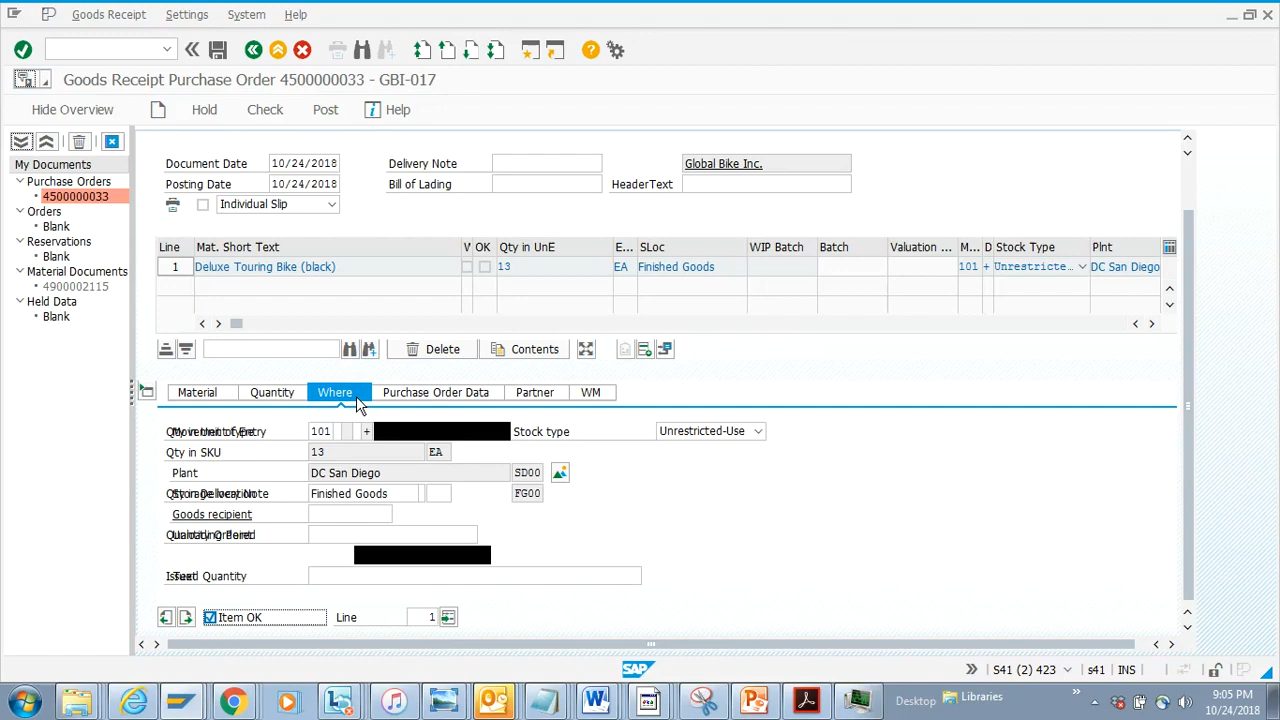 Goods Receipt Settings System Help
Goods Receipt Purchase Order 4500000033 - GBI-017
Hide Overview Hold Check Post Help
My Documents
Purchase Orders
4500000033
Orders
Blank
Reservations
Blank
Material Documents
4900002115
Held Data
Blank
Document Date 10/24/2018 Delivery Note Global Bike Inc.
Posting Date 10/24/2018 Bill of Lading HeaderText
Individual Slip
Line Mat. Short Text W OK Qty in UnE E... SLoc WIP Batch Batch Valuation ... M... D Stock Type Plnt
1 Deluxe Touring Bike (black) 13 EA Finished Goods 101 + Unrestricte... DC San Diego
Delete Contents
Material Quantity Where Purchase Order Data Partner WM
101 + Stock type Unrestricted-Use
Qty in SKU 13 EA
Plant DC San Diego SD00
Finished Goods FG00
Goods recipient
Quantity
Item OK Line 1
SAP S41 (2) 423 s41 INS
Desktop Libraries
9:05 PM
10/24/2018